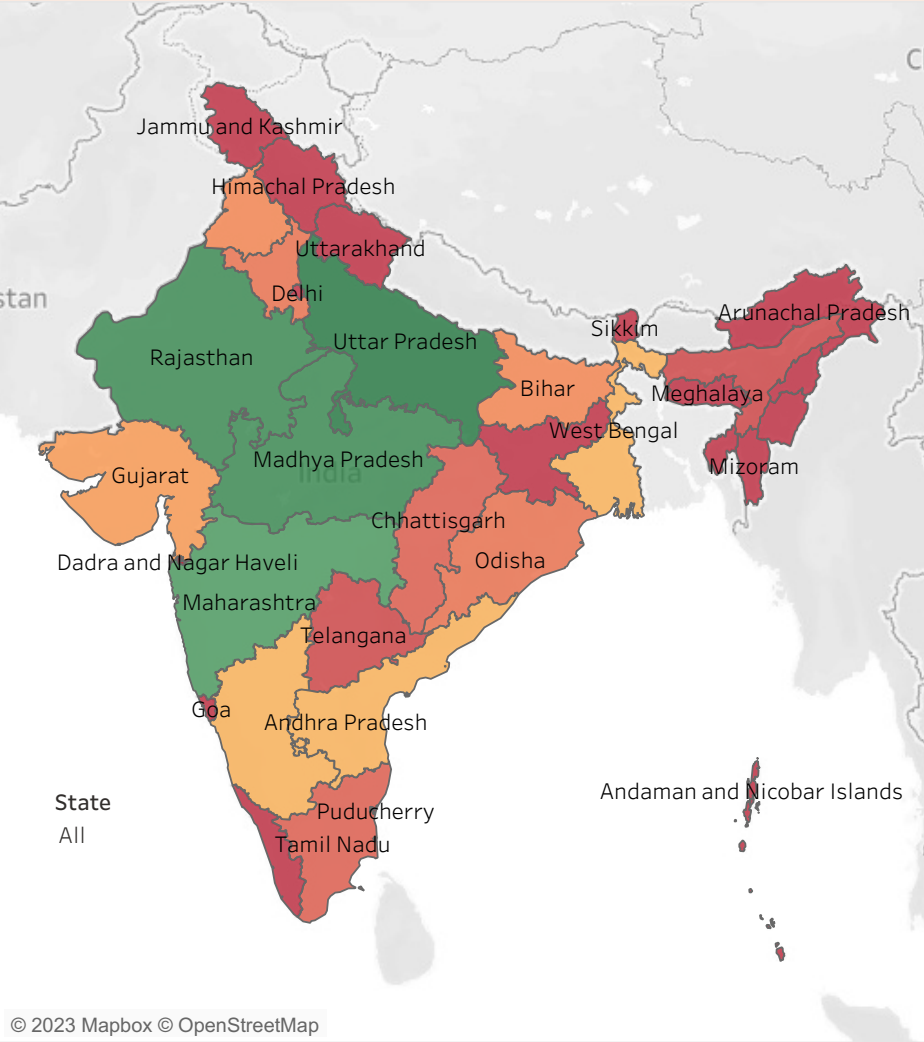 C
Jammu and Kashmir
Himachal Pradesh
Uttarakhand
stan
Delhi
Arunachal Pradesh
Sikkim
Uttar Pradesh
Rajasthan
Bihar
Meghalaya
West Bengal
Madhya Pradesh
India
Mizoram
Gujarat
Chhattisgarh
Odisha
Dadra and Nagar Haveli
Maharashtra
Telangana
Goa
Andhra Pradesh
Andaman and Nicobar Islands
State
All
Puducherry
Tamil Nadu
© 2023 Mapbox © OpenStreetMap